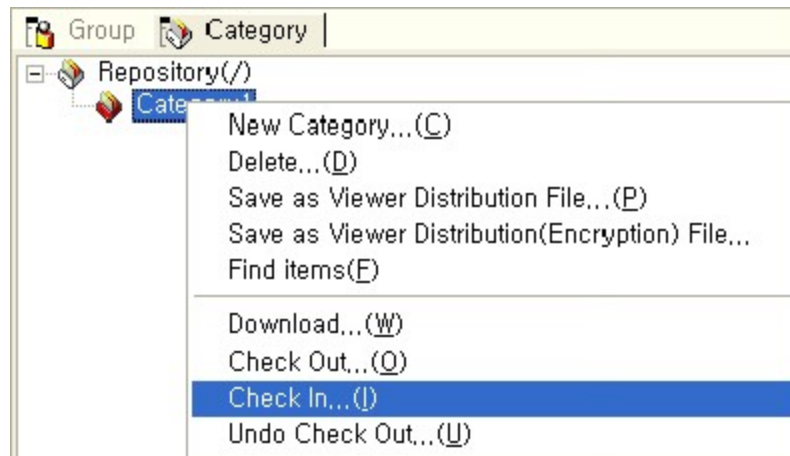 Group Category
Repository(/)
New Category,,,(C)
Delete,,,(D)
Save as Viewer Distribution File,,,(P)
Save as Viewer Distribution(Encryption) File,,,
Find items(F)
Download,,,(W)
Check Out,,,(O)
Check In,,,(I)
Undo Check Out,,,(U)